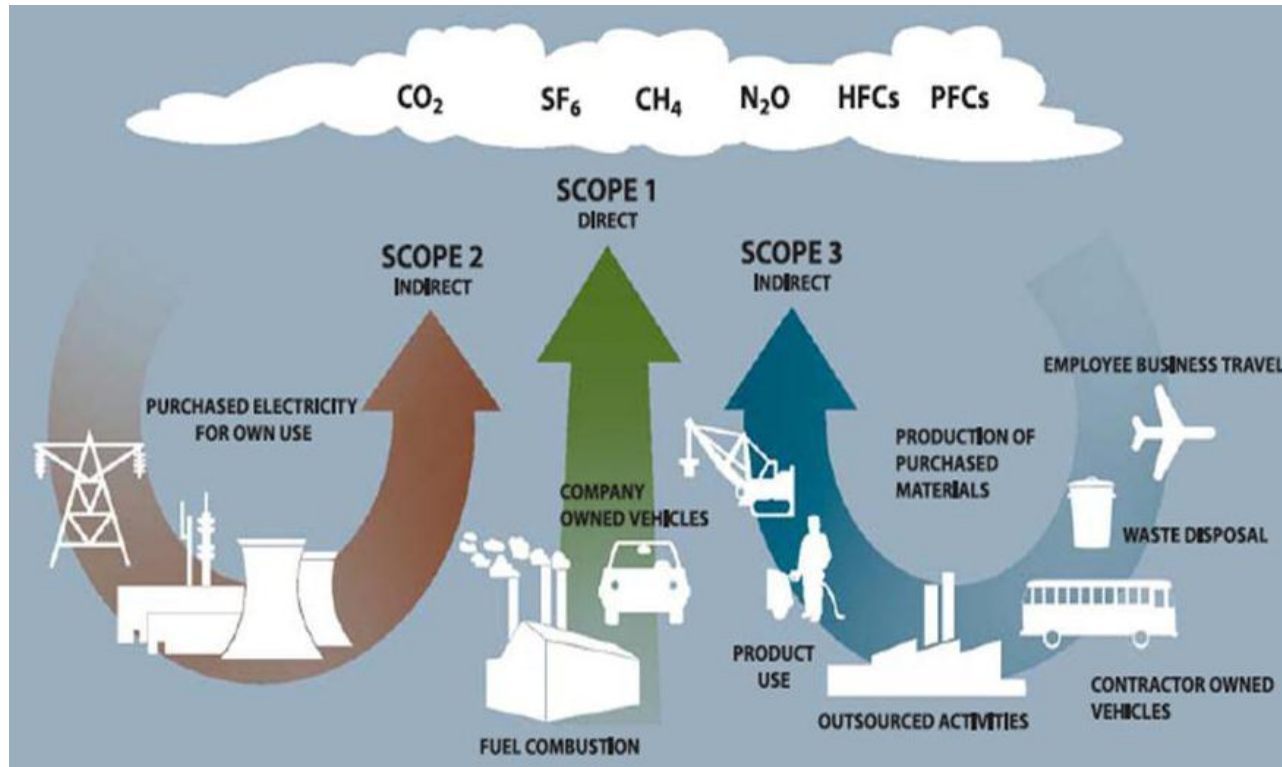 CO₂ SF₆ CH₄ N₂O HFCs PFCs
SCOPE 1
DIRECT
SCOPE 2
INDIRECT
SCOPE 3
INDIRECT
PURCHASED ELECTRICITY
FOR OWN USE
COMPANY
OWNED VEHICLES
FUEL COMBUSTION
EMPLOYEE BUSINESS TRAVEL
PRODUCTION OF
PURCHASED
MATERIALS
WASTE DISPOSAL
PRODUCT
USE
OUTSOURCED ACTIVITIES
CONTRACTOR OWNED
VEHICLES